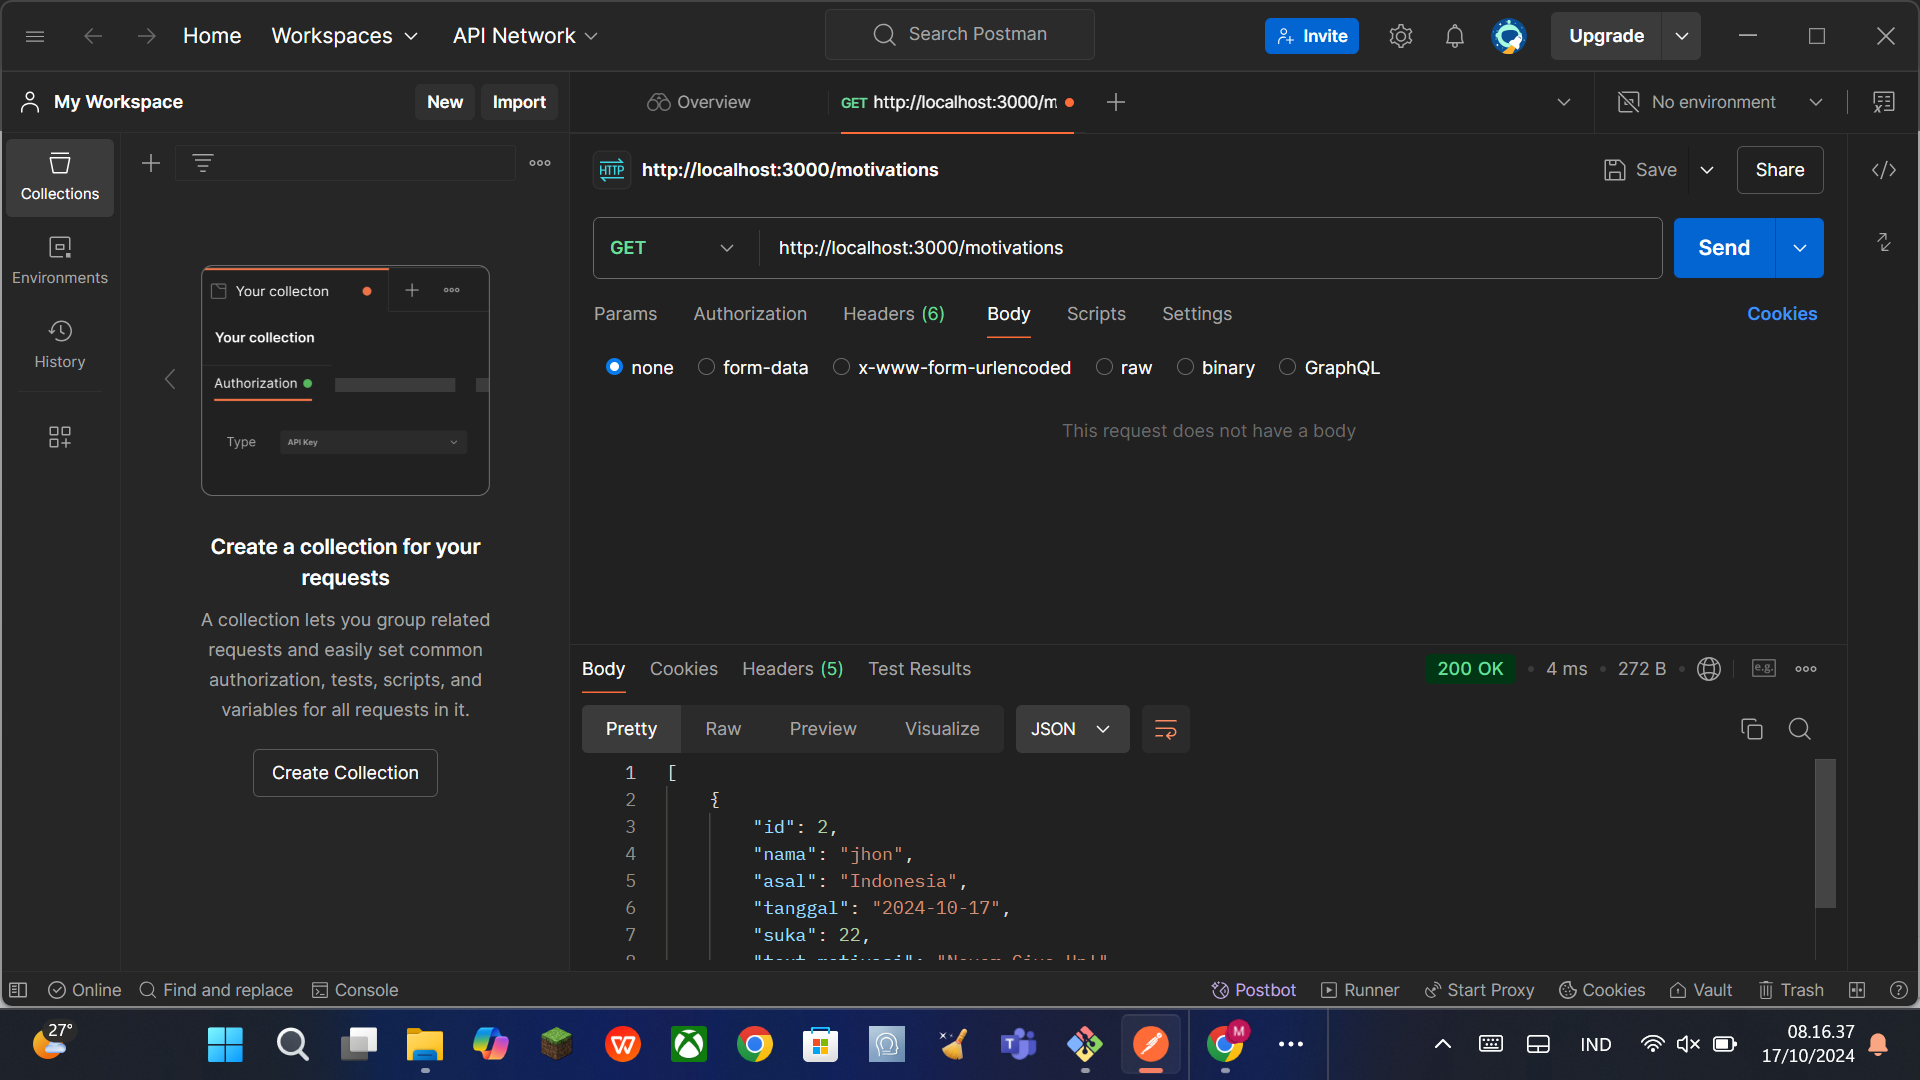 Home
Workspaces
API Network
Search Postman
Invite
Upgrade
My Workspace
New
Import
Overview
GET http://localhost:3000/m
No environment
Collections
Environments
History
Your collecton
Your collection
Authorization
Type
API Key
Create a collection for your
requests
A collection lets you group related
requests and easily set common
authorization, tests, scripts, and
variables for all requests in it.
Create Collection
HTTP
http://localhost:3000/motivations
Save
Share
GET
http://localhost:3000/motivations
Send
Params
Authorization
Headers (6)
Body
Scripts
Settings
Cookies
none
form-data
x-www-form-urlencoded
raw
binary
GraphQL
This request does not have a body
Body
Cookies
Headers (5)
Test Results
200 OK
4 ms
272 B
e.g.
Pretty
Raw
Preview
Visualize
JSON
1 [
2 {
3 "id": 2,
4 "nama": "jhon",
5 "asal": "Indonesia",
6 "tanggal": "2024-10-17",
7 "suka": 22,
Online
Find and replace
Console
Postbot
Runner
Start Proxy
Cookies
Vault
Trash
27°
M
IND
08.16.37
17/10/2024